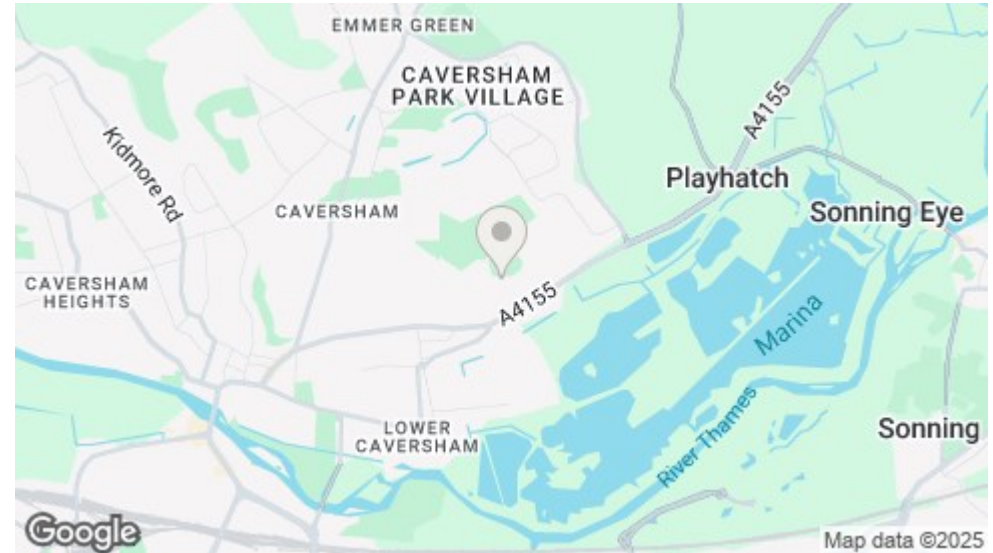 EMMER GREEN
CAVERSHAM
PARK VILLAGE
A4155
Kidmore Rd
Playhatch
CAVERSHAM
Sonning Eye
CAVERSHAM
HEIGHTS
A4155
Marina
LOWER
CAVERSHAM
River Thames
Sonning
Google
Map data ©2025